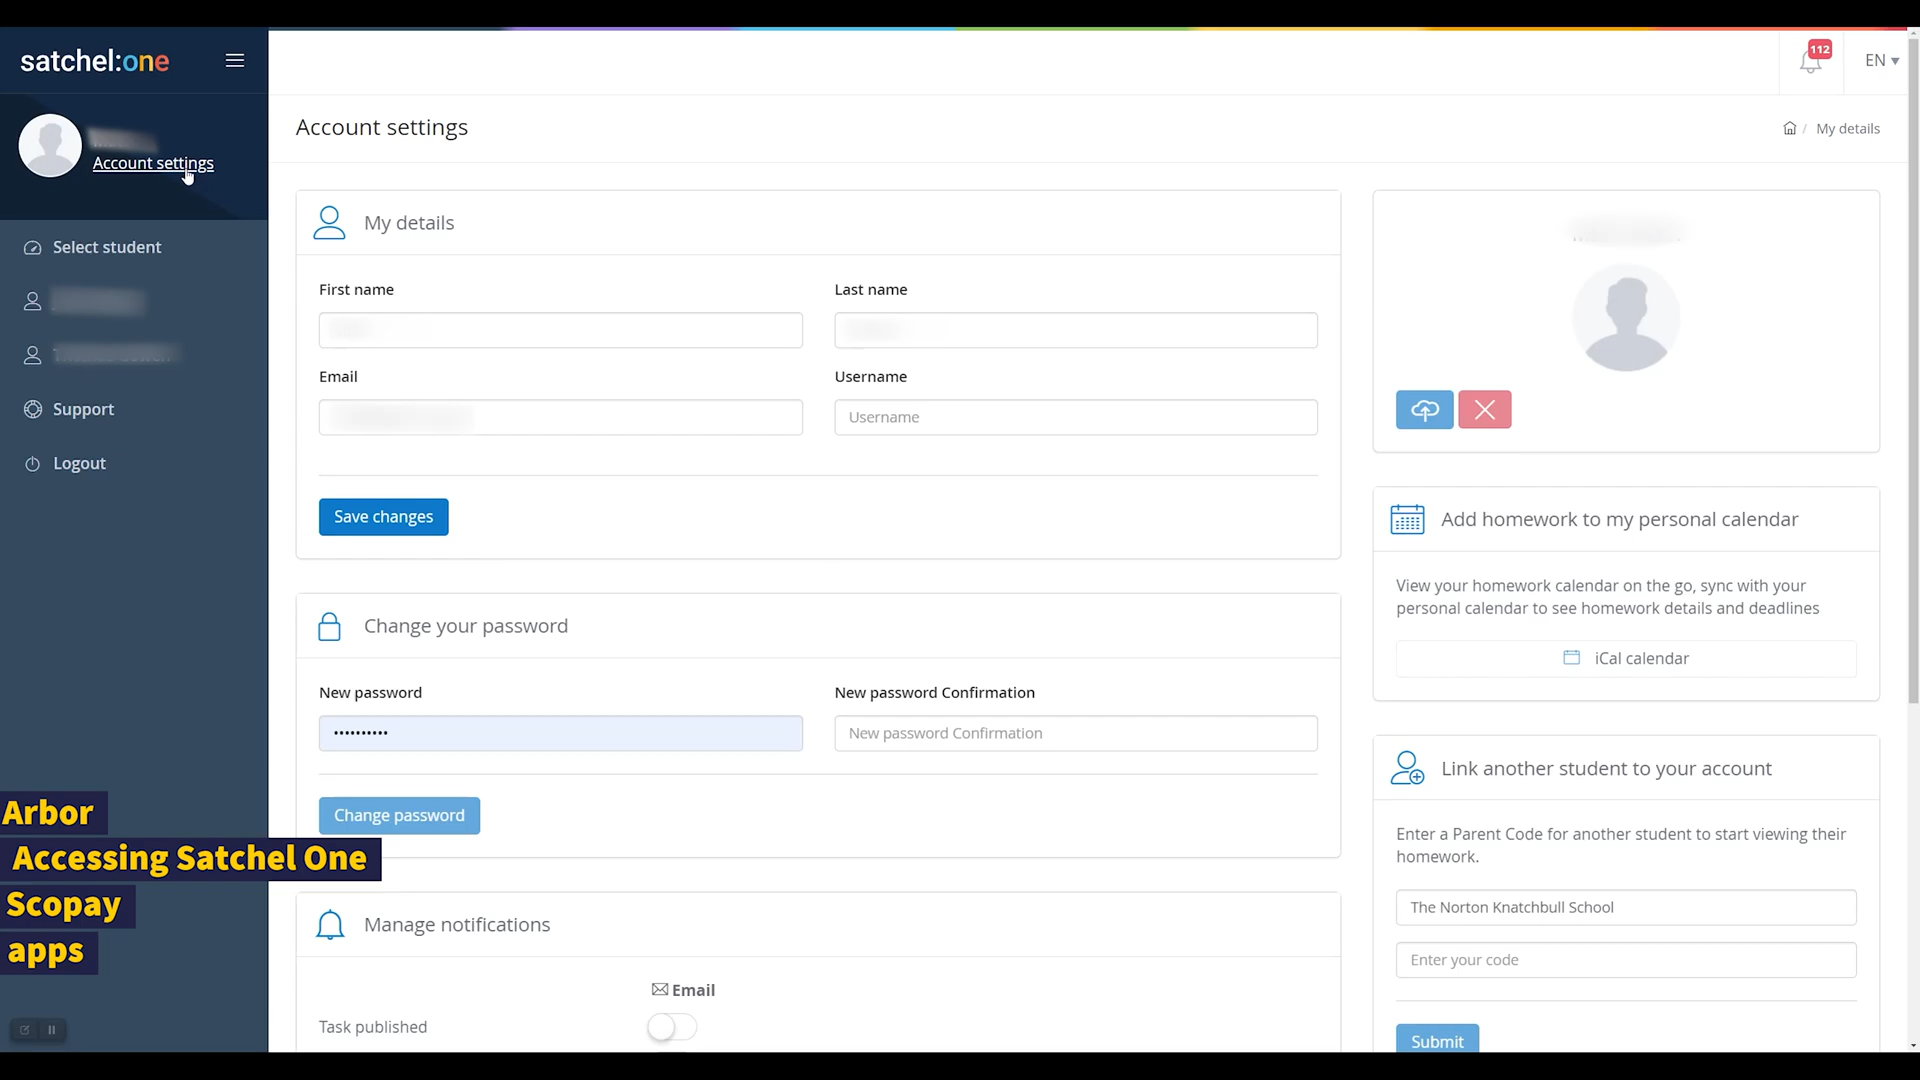 satchel:one
112
EN
Account settings
Account settings
My details
Select student
Support
Logout
My details
First name
Last name
Email
Username
Username
Save changes
Change your password
New password
New password Confirmation
••••••••••
New password Confirmation
Change password
Manage notifications
Email
Task published
Add homework to my personal calendar
View your homework calendar on the go, sync with your
personal calendar to see homework details and deadlines
iCal calendar
Link another student to your account
Enter a Parent Code for another student to start viewing their
homework.
The Norton Knatchbull School
Enter your code
Submit
Arbor
Accessing Satchel One
Scopay
apps